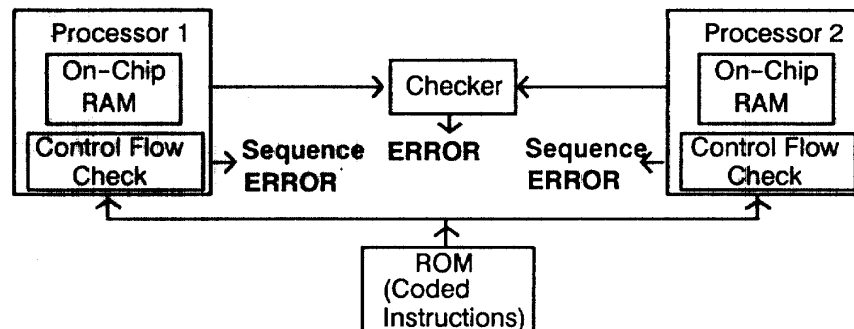 Processor 1
On-Chip
RAM
Control Flow
Check
Sequence
ERROR
Checker
ERROR
Sequence
ERROR
Processor 2
On-Chip
RAM
Control Flow
Check
ROM
(Coded
Instructions)